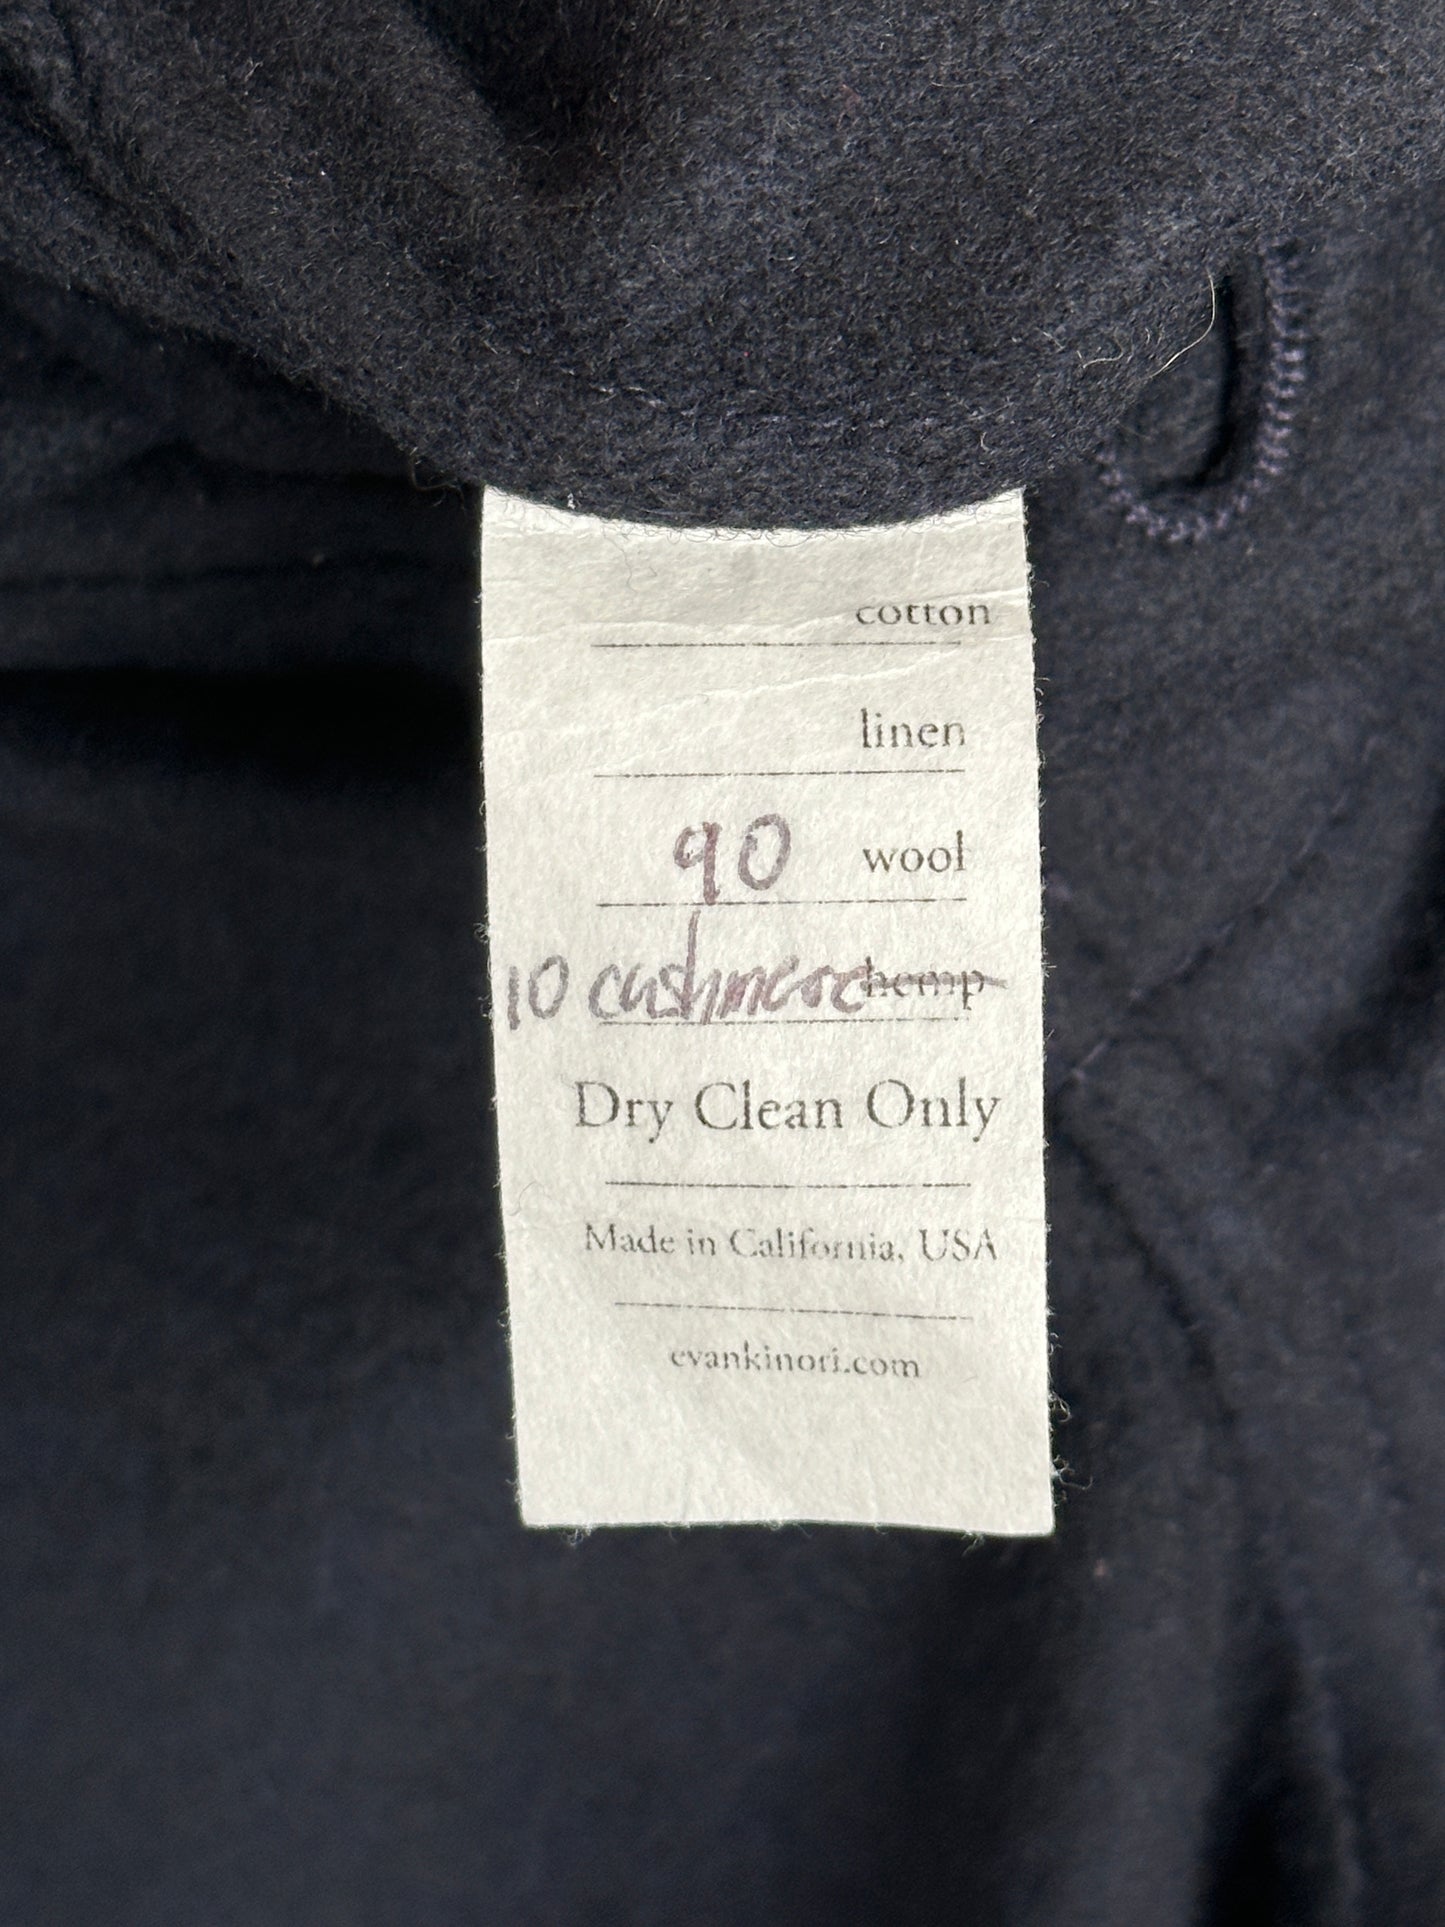 cotton
linen
90 wool
10 cashmere hemp
Dry Clean Only
Made in California, USA
evankinori.com